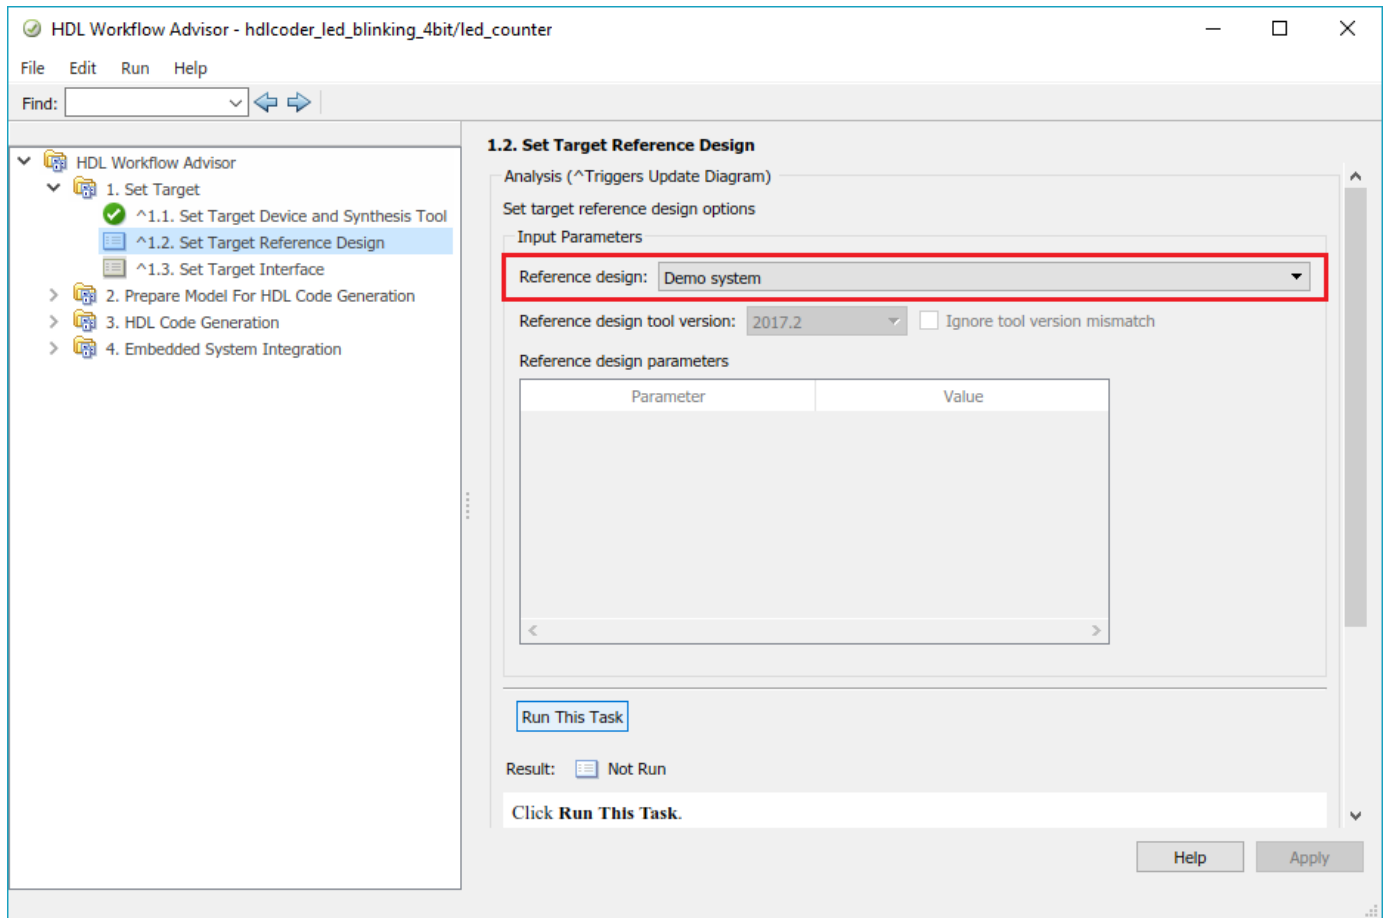 HDL Workflow Advisor - hdlcoder_led_blinking_4bit/led_counter
File Edit Run Help
Find:
HDL Workflow Advisor
1. Set Target
^1.1. Set Target Device and Synthesis Tool
^1.2. Set Target Reference Design
^1.3. Set Target Interface
2. Prepare Model For HDL Code Generation
3. HDL Code Generation
4. Embedded System Integration
1.2. Set Target Reference Design
Analysis (^Triggers Update Diagram)
Set target reference design options
Input Parameters
Reference design: Demo system
Reference design tool version: 2017.2 Ignore tool version mismatch
Reference design parameters
Parameter Value
Run This Task
Result: Not Run
Click Run This Task.
Help Apply